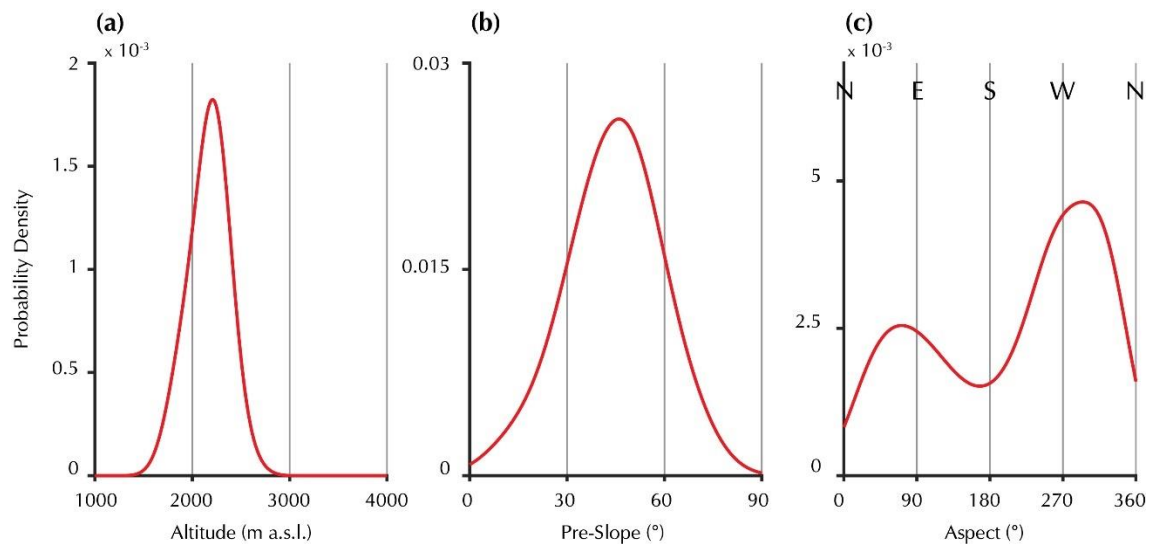 (a)
x 10⁻³
2
1.5
1
0.5
0
1000 2000 3000 4000
Altitude (m a.s.l.)
Probability Density
(b)
0.03
0.015
0
0 30 60 90
Pre-Slope (°)
(c)
x 10⁻³
N E S W N
5
2.5
0
0 90 180 270 360
Aspect (°)